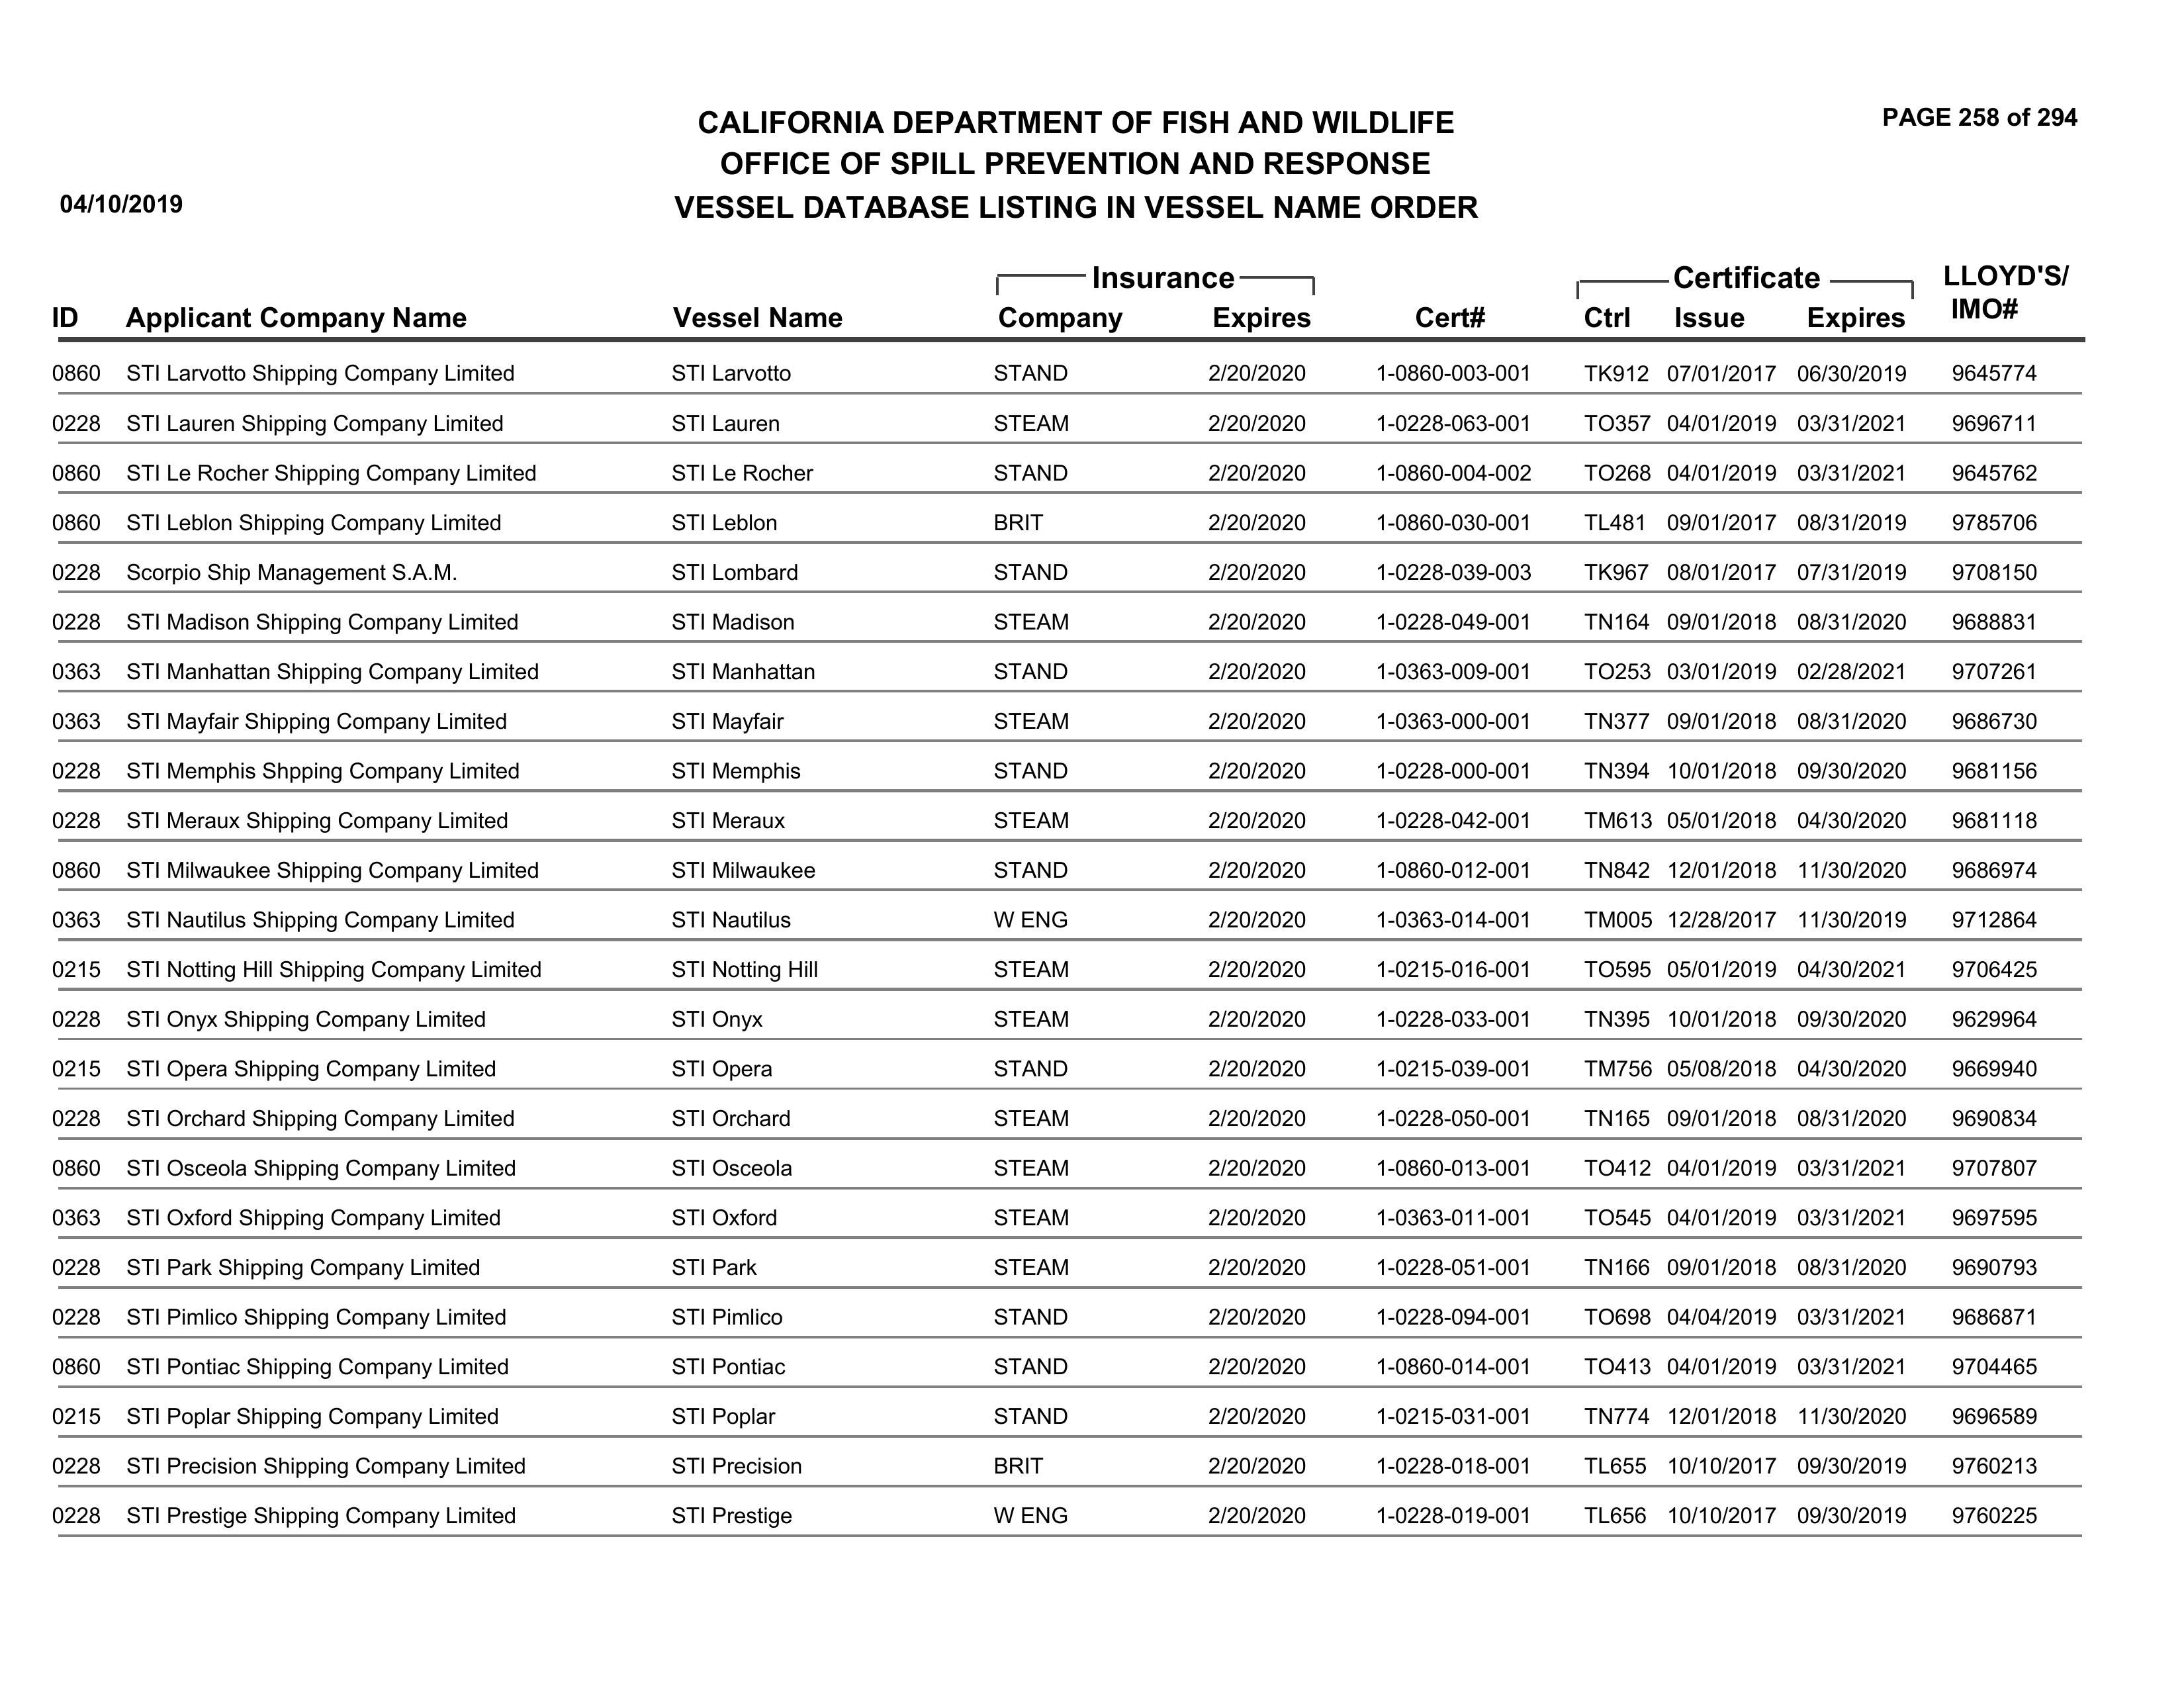 CALIFORNIA DEPARTMENT OF FISH AND WILDLIFE
PAGE 258 of 294
OFFICE OF SPILL PREVENTION AND RESPONSE
04/10/2019
VESSEL DATABASE LISTING IN VESSEL NAME ORDER
Insurance Certificate LLOYD'S/
ID Applicant Company Name Vessel Name Company Expires Cert# Ctrl Issue Expires IMO#
0860 STI Larvotto Shipping Company Limited STI Larvotto STAND 2/20/2020 1-0860-003-001 TK912 07/01/2017 06/30/2019 9645774
0228 STI Lauren Shipping Company Limited STI Lauren STEAM 2/20/2020 1-0228-063-001 TO357 04/01/2019 03/31/2021 9696711
0860 STI Le Rocher Shipping Company Limited STI Le Rocher STAND 2/20/2020 1-0860-004-002 TO268 04/01/2019 03/31/2021 9645762
0860 STI Leblon Shipping Company Limited STI Leblon BRIT 2/20/2020 1-0860-030-001 TL481 09/01/2017 08/31/2019 9785706
0228 Scorpio Ship Management S.A.M. STI Lombard STAND 2/20/2020 1-0228-039-003 TK967 08/01/2017 07/31/2019 9708150
0228 STI Madison Shipping Company Limited STI Madison STEAM 2/20/2020 1-0228-049-001 TN164 09/01/2018 08/31/2020 9688831
0363 STI Manhattan Shipping Company Limited STI Manhattan STAND 2/20/2020 1-0363-009-001 TO253 03/01/2019 02/28/2021 9707261
0363 STI Mayfair Shipping Company Limited STI Mayfair STEAM 2/20/2020 1-0363-000-001 TN377 09/01/2018 08/31/2020 9686730
0228 STI Memphis Shpping Company Limited STI Memphis STAND 2/20/2020 1-0228-000-001 TN394 10/01/2018 09/30/2020 9681156
0228 STI Meraux Shipping Company Limited STI Meraux STEAM 2/20/2020 1-0228-042-001 TM613 05/01/2018 04/30/2020 9681118
0860 STI Milwaukee Shipping Company Limited STI Milwaukee STAND 2/20/2020 1-0860-012-001 TN842 12/01/2018 11/30/2020 9686974
0363 STI Nautilus Shipping Company Limited STI Nautilus W ENG 2/20/2020 1-0363-014-001 TM005 12/28/2017 11/30/2019 9712864
0215 STI Notting Hill Shipping Company Limited STI Notting Hill STEAM 2/20/2020 1-0215-016-001 TO595 05/01/2019 04/30/2021 9706425
0228 STI Onyx Shipping Company Limited STI Onyx STEAM 2/20/2020 1-0228-033-001 TN395 10/01/2018 09/30/2020 9629964
0215 STI Opera Shipping Company Limited STI Opera STAND 2/20/2020 1-0215-039-001 TM756 05/08/2018 04/30/2020 9669940
0228 STI Orchard Shipping Company Limited STI Orchard STEAM 2/20/2020 1-0228-050-001 TN165 09/01/2018 08/31/2020 9690834
0860 STI Osceola Shipping Company Limited STI Osceola STEAM 2/20/2020 1-0860-013-001 TO412 04/01/2019 03/31/2021 9707807
0363 STI Oxford Shipping Company Limited STI Oxford STEAM 2/20/2020 1-0363-011-001 TO545 04/01/2019 03/31/2021 9697595
0228 STI Park Shipping Company Limited STI Park STEAM 2/20/2020 1-0228-051-001 TN166 09/01/2018 08/31/2020 9690793
0228 STI Pimlico Shipping Company Limited STI Pimlico STAND 2/20/2020 1-0228-094-001 TO698 04/04/2019 03/31/2021 9686871
0860 STI Pontiac Shipping Company Limited STI Pontiac STAND 2/20/2020 1-0860-014-001 TO413 04/01/2019 03/31/2021 9704465
0215 STI Poplar Shipping Company Limited STI Poplar STAND 2/20/2020 1-0215-031-001 TN774 12/01/2018 11/30/2020 9696589
0228 STI Precision Shipping Company Limited STI Precision BRIT 2/20/2020 1-0228-018-001 TL655 10/10/2017 09/30/2019 9760213
0228 STI Prestige Shipping Company Limited STI Prestige W ENG 2/20/2020 1-0228-019-001 TL656 10/10/2017 09/30/2019 9760225